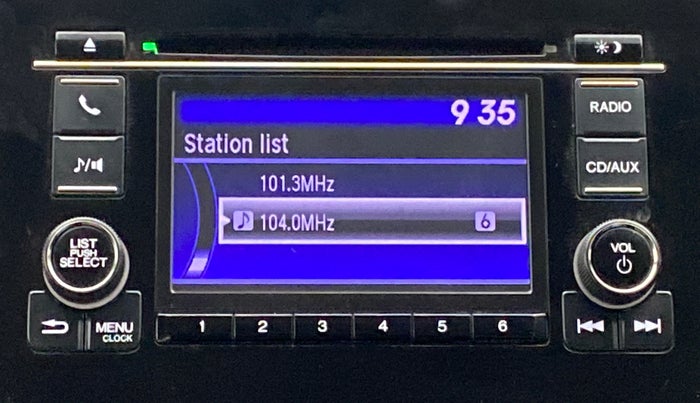 9 35
RADIO
Station list
101.3MHz
CD/AUX
104.0MHz 6
LIST
PUSH
SELECT
VOL
MENU
CLOCK
1 2 3 4 5 6